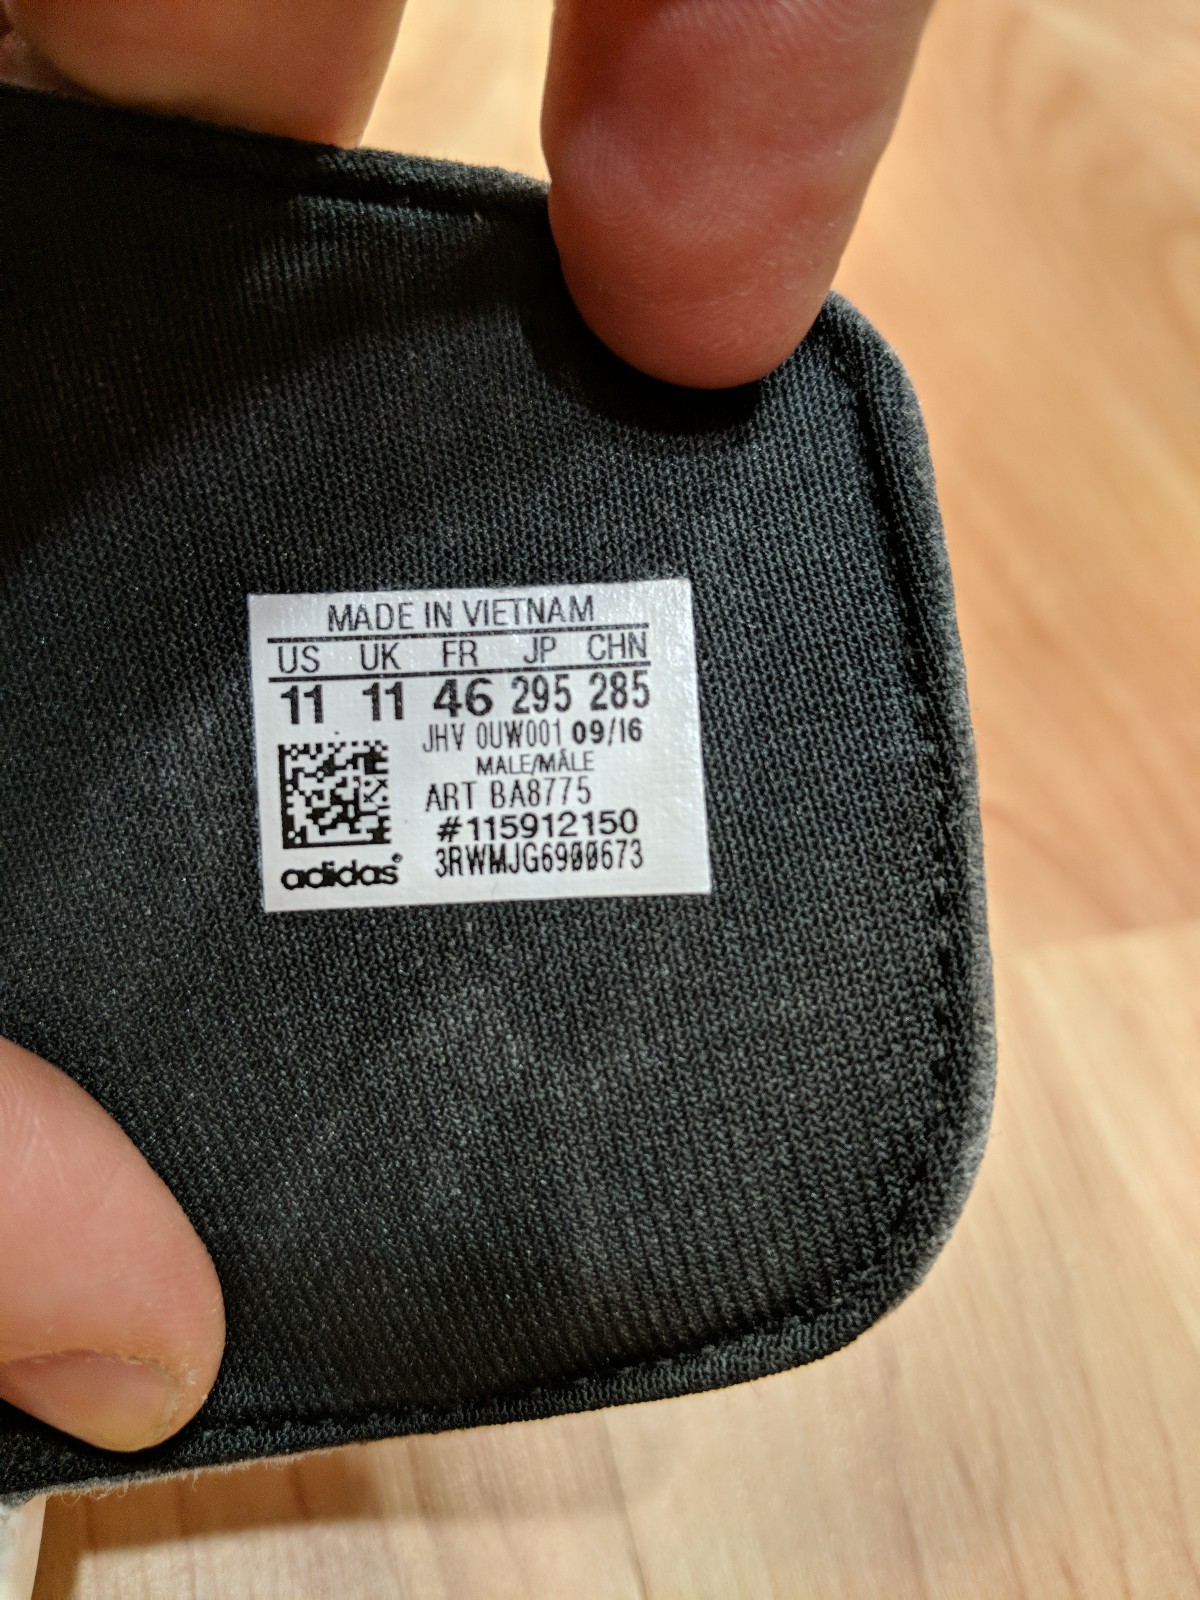 MADE IN VIETNAM
US UK FR JP CHN
11 11 46 295 285
JHV 0UW001 09/16
MALE/MÂLE
ART BA8775
#115912150
3RWMJG6900673
adidas®